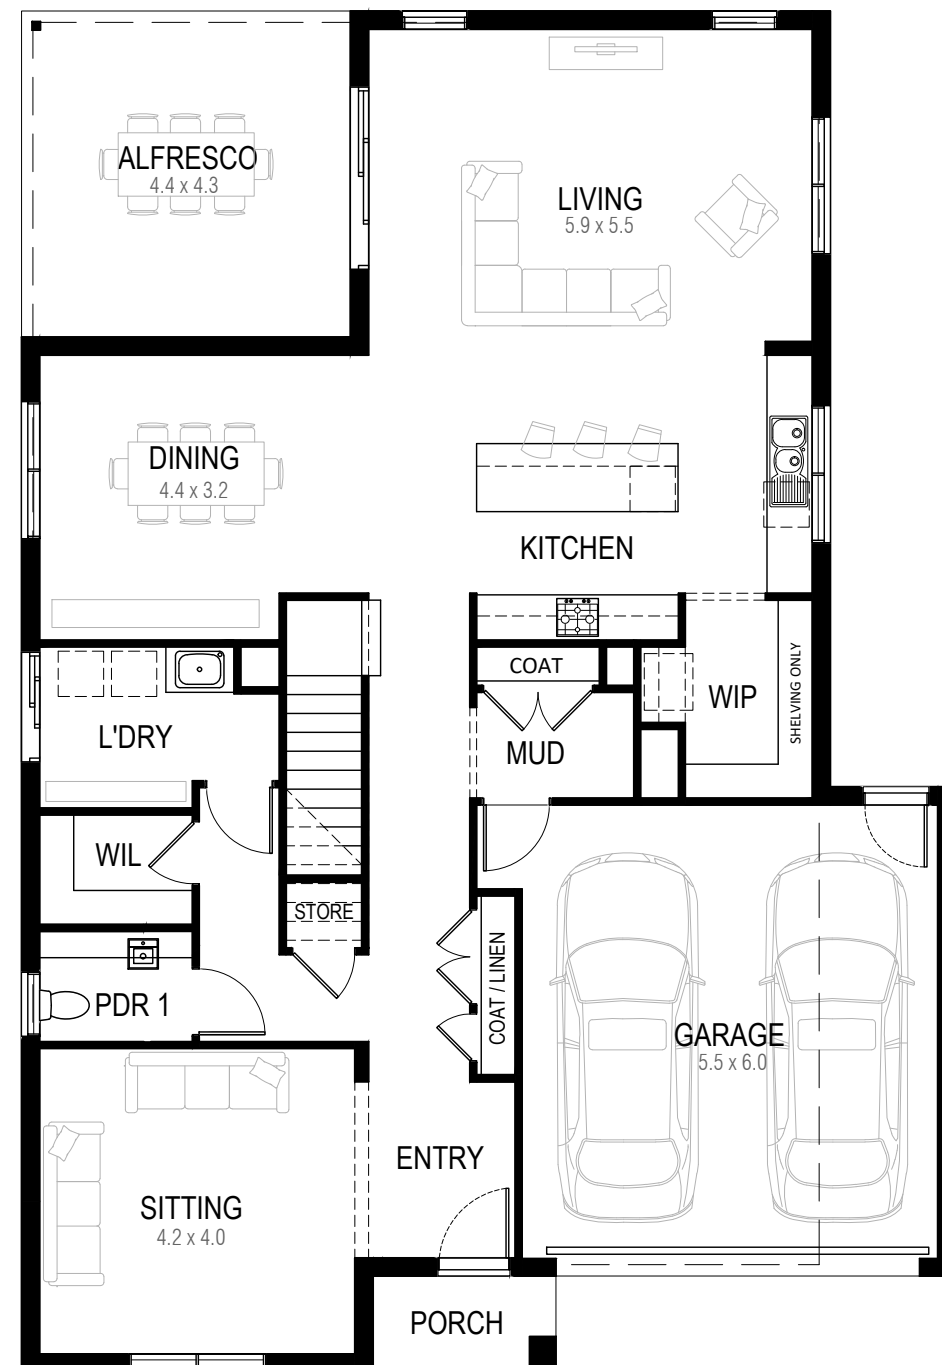 ALFRESCO
4.4 x 4.3
LIVING
5.9 x 5.5
DINING
4.4 x 3.2
KITCHEN
COAT
WIP
SHELVING ONLY
L'DRY
MUD
WIL
STORE
COAT / LINEN
PDR 1
GARAGE
5.5 x 6.0
ENTRY
SITTING
4.2 x 4.0
PORCH